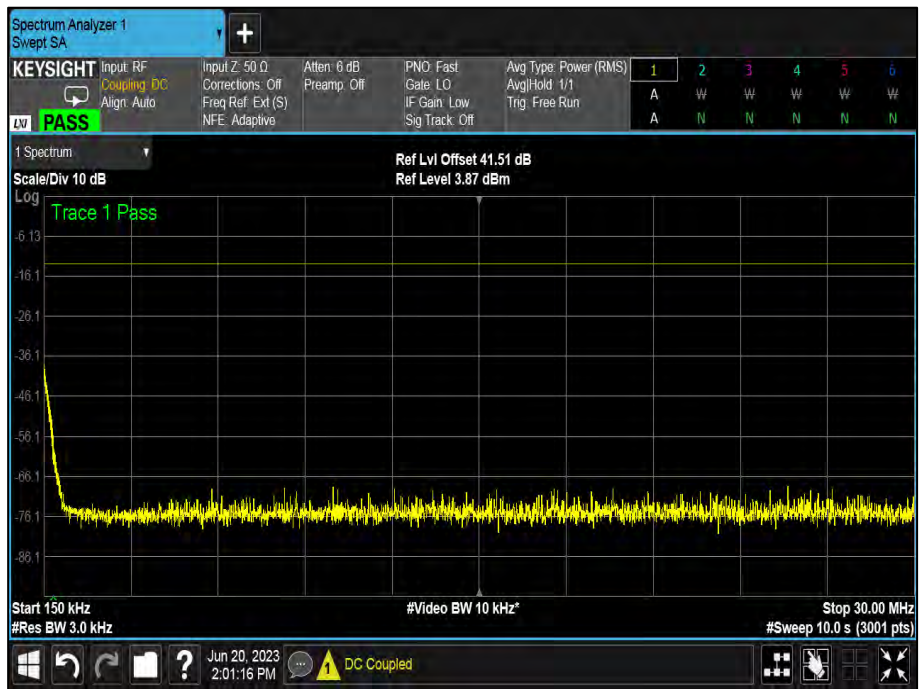 Spectrum Analyzer 1
Swept SA
+
KEYSIGHT
LXI PASS
Input: RF
Coupling: DC
Align: Auto
Input Z: 50 Ω
Corrections: Off
Freq Ref: Ext (S)
NFE: Adaptive
Atten: 6 dB
Preamp: Off
PNO: Fast
Gate: LO
IF Gain: Low
Sig Track: Off
Avg Type: Power (RMS)
Avg|Hold: 1/1
Trig: Free Run
1 2 3 4 5 6
A W W W W W
A N N N N N
1 Spectrum
Scale/Div 10 dB
Ref Lvl Offset 41.51 dB
Ref Level 3.87 dBm
Log
Trace 1 Pass
-6.13
-16.1
-26.1
-36.1
-46.1
-56.1
-66.1
-76.1
-86.1
Start 150 kHz
#Res BW 3.0 kHz
#Video BW 10 kHz*
Stop 30.00 MHz
#Sweep 10.0 s (3001 pts)
?
Jun 20, 2023
2:01:16 PM
1
DC Coupled